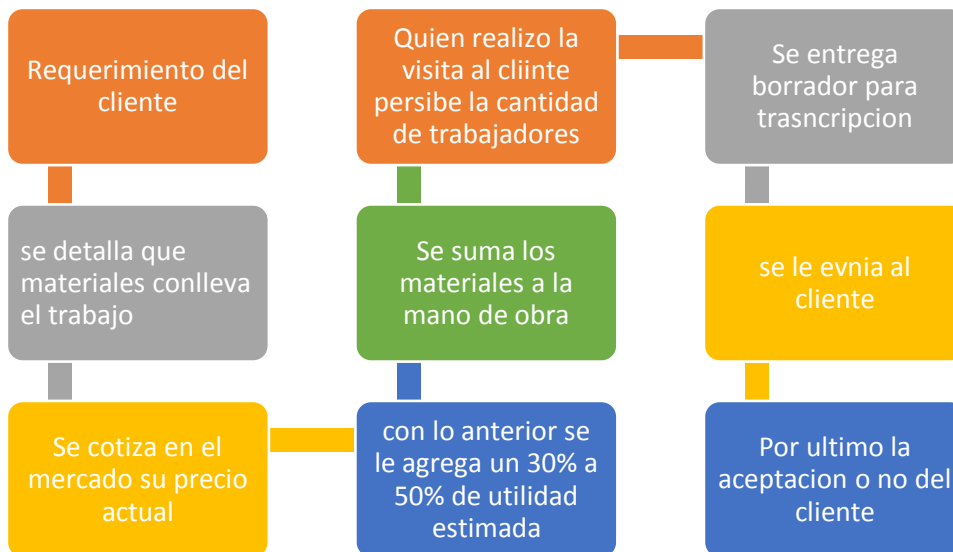 Requerimiento del
cliente
se detalla que
materiales conlleva
el trabajo
Se cotiza en el
mercado su precio
actual
con lo anterior se
le agrega un 30% a
50% de utilidad
estimada
Se suma los
materiales a la
mano de obra
Quien realizo la
visita al cliinte
persibe la cantidad
de trabajadores
Se entrega
borrador para
trasncripcion
se le evnia al
cliente
Por ultimo la
aceptacion o no del
cliente